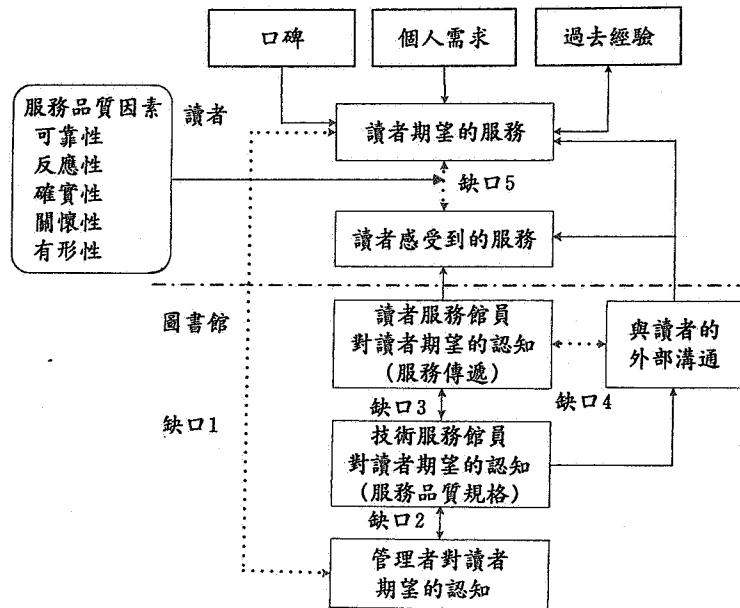 口碑
個人需求
過去經驗
服務品質因素
可靠性
反應性
確實性
關懷性
有形性
讀者
讀者期望的服務
缺口5
讀者感受到的服務
圖書館
讀者服務館員
對讀者期望的認知
(服務傳遞)
與讀者的
外部溝通
缺口3
缺口4
缺口1
技術服務館員
對讀者期望的認知
(服務品質規格)
缺口2
管理者對讀者
期望的認知